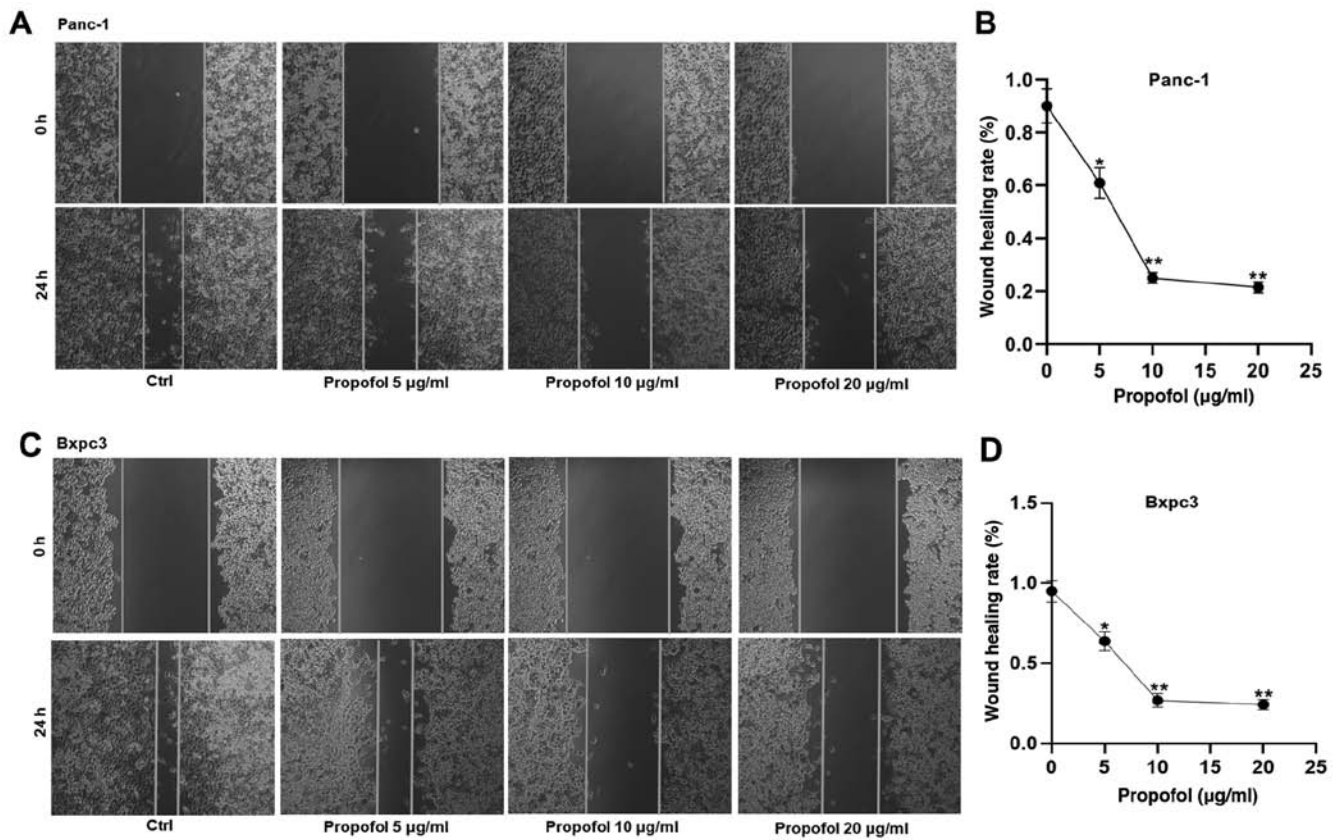 A
Panc-1
0 h
24 h
Ctrl
Propofol 5 µg/ml
Propofol 10 µg/ml
Propofol 20 µg/ml
B
Panc-1
Wound healing rate (%)
1.0
0.8
0.6
0.4
0.2
0.0
*
**
**
0
5
10
15
20
25
Propofol (µg/ml)
C
Bxpc3
0 h
24 h
Ctrl
Propofol 5 µg/ml
Propofol 10 µg/ml
Propofol 20 µg/ml
D
Bxpc3
Wound healing rate (%)
1.5
1.0
0.5
0.0
*
**
**
0
5
10
15
20
25
Propofol (µg/ml)